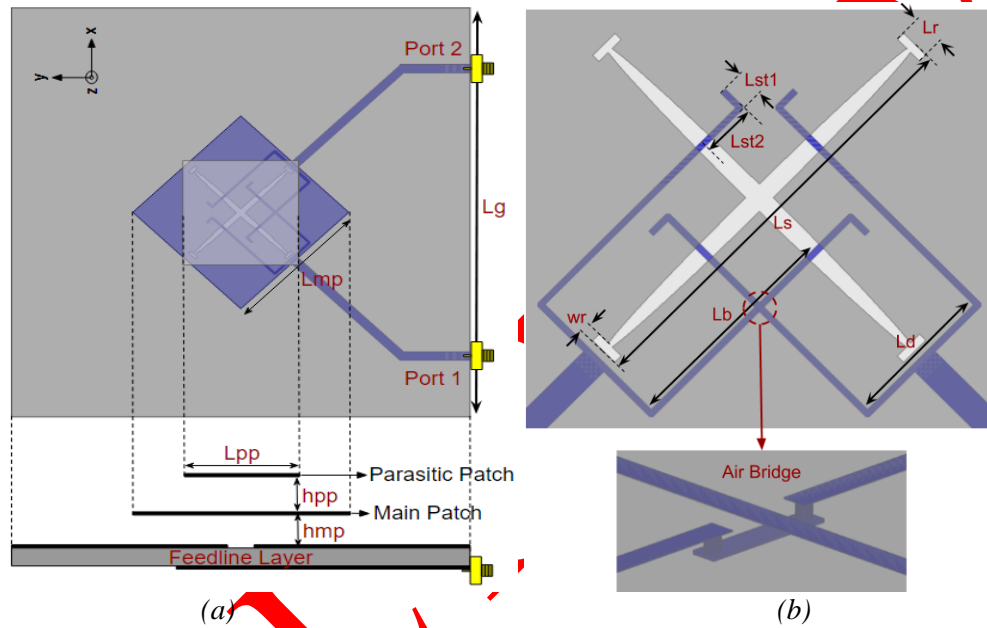 x
y
z
Port 2
Lg
Lmp
Port 1
Lpp
Parasitic Patch
hpp
Main Patch
hmp
Feedline Layer
(a)
Lr
Lst1
Lst2
Ls
wr
Lb
Ld
Air Bridge
(b)